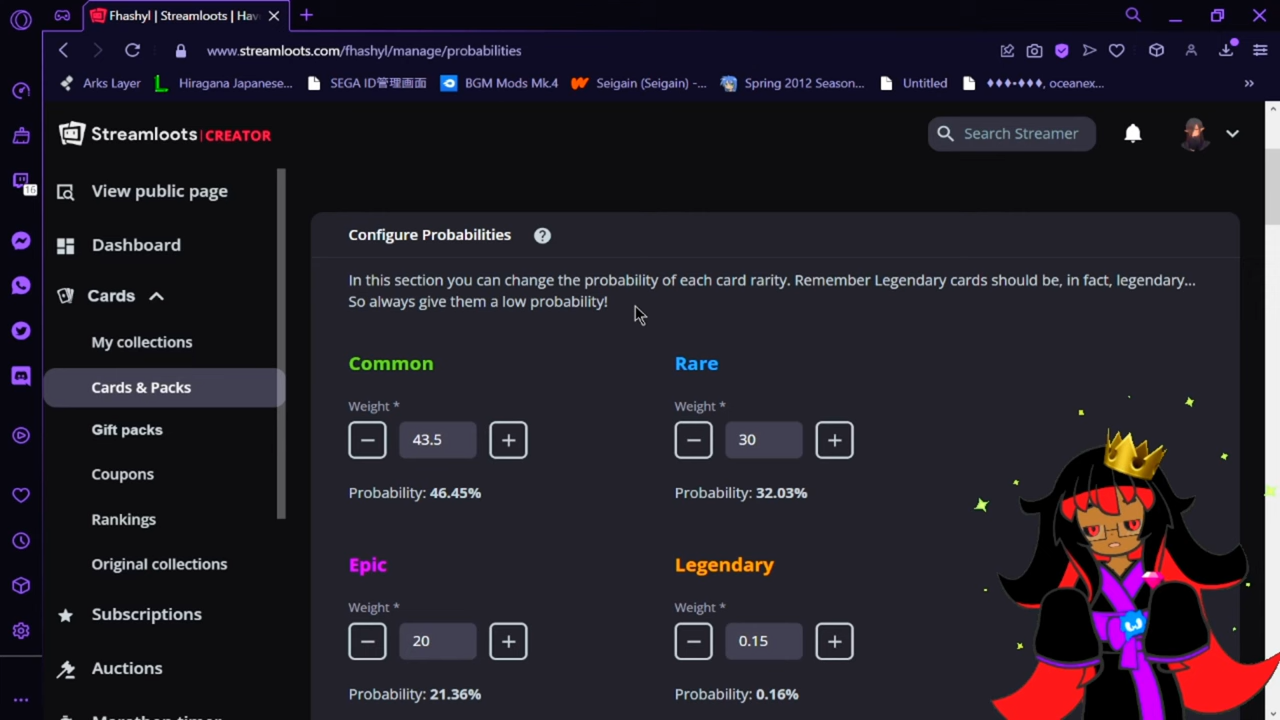 Fhashyl | Streamloots | Hav
www.streamloots.com/fhashyl/manage/probabilities
Arks Layer
Hiragana Japanese...
SEGA ID管理画面
BGM Mods Mk.4
Seigain (Seigain) -...
Spring 2012 Season...
Untitled
♦♦♦-♦♦♦, oceanex...
»
Streamloots | CREATOR
Search Streamer
16
View public page
Dashboard
Cards
My collections
Cards & Packs
Gift packs
Coupons
Rankings
Original collections
Subscriptions
Auctions
Marathon timer
Configure Probabilities ?
In this section you can change the probability of each card rarity. Remember Legendary cards should be, in fact, legendary...
So always give them a low probability!
Common
Weight *
− 43.5 +
Probability: 46.45%
Rare
Weight *
− 30 +
Probability: 32.03%
Epic
Weight *
− 20 +
Probability: 21.36%
Legendary
Weight *
− 0.15 +
Probability: 0.16%